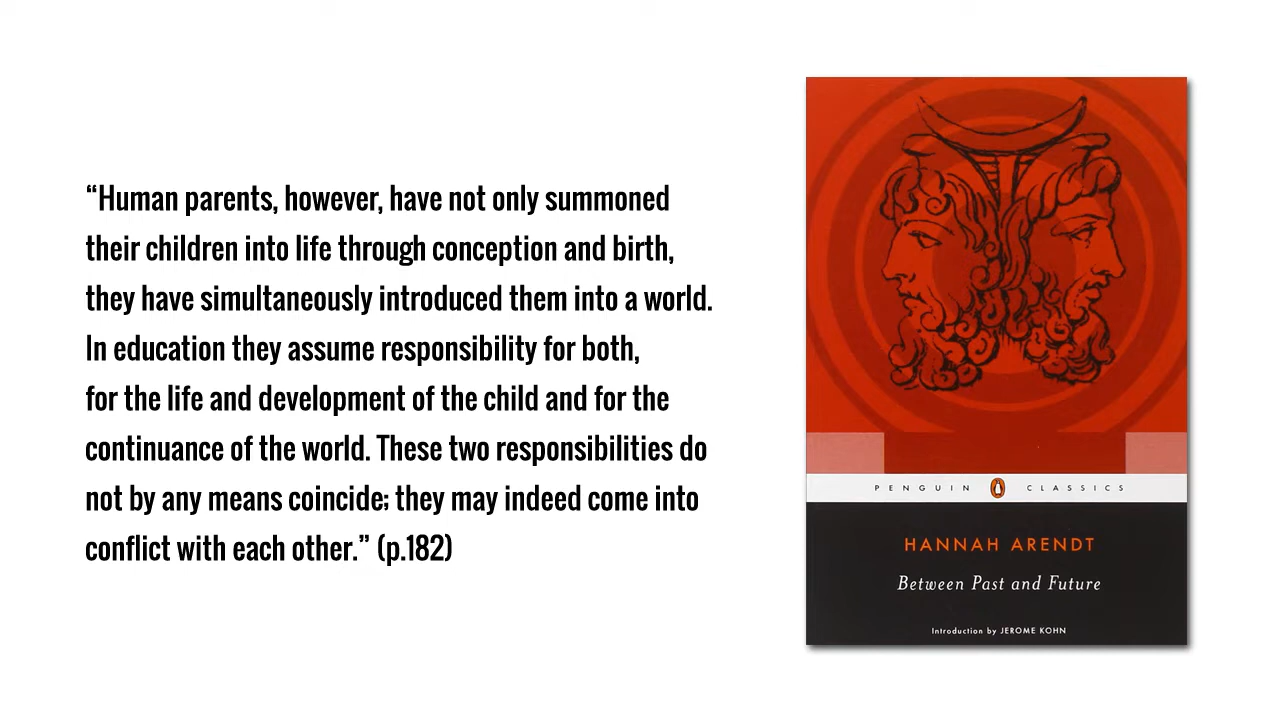 “Human parents, however, have not only summoned
their children into life through conception and birth,
they have simultaneously introduced them into a world.
In education they assume responsibility for both,
for the life and development of the child and for the
continuance of the world. These two responsibilities do
not by any means coincide; they may indeed come into
conflict with each other.” (p.182)
PENGUIN CLASSICS
HANNAH ARENDT
Between Past and Future
Introduction by JEROME KOHN